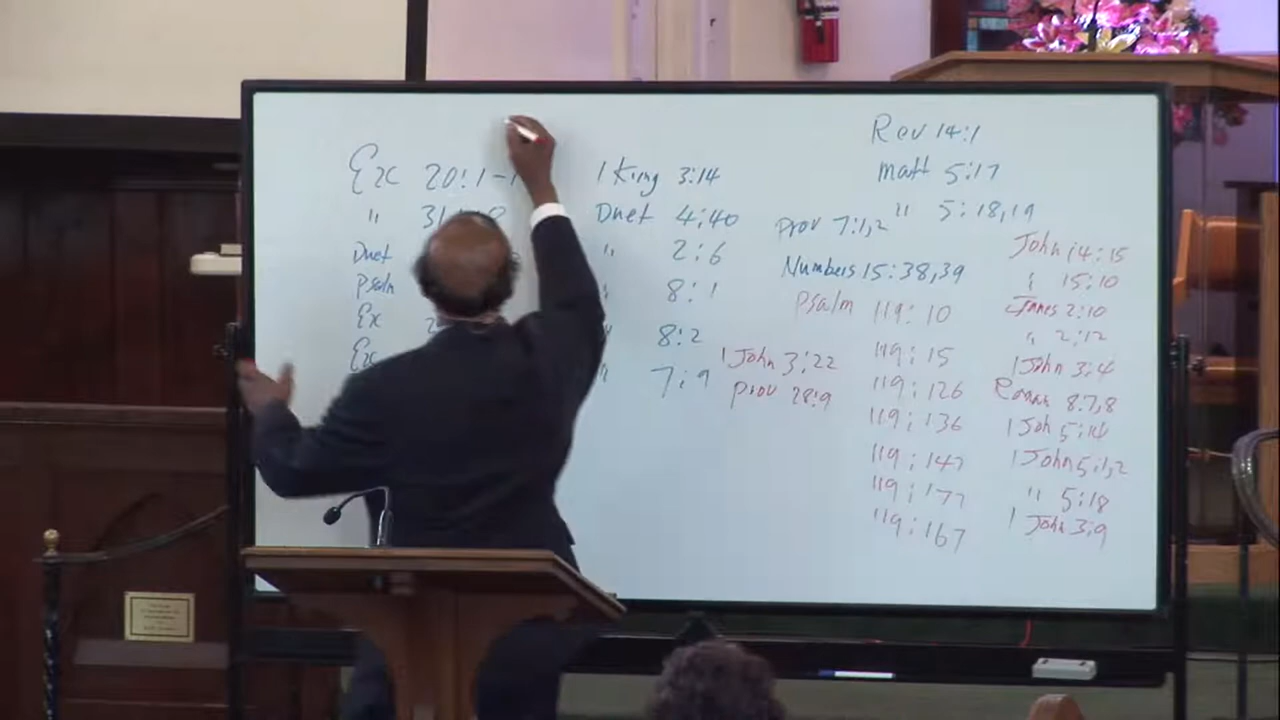 Ex 20:1-1
" 31
Duet
Psaln
Ex
Ex
1 King 3:14
Duet 4:40
" 2:6
" 8:1
" 8:2
" 7:9
Rev 14:1
matt 5:17
" 5:18,19
Prov 7:1,2
Numbers 15:38,39
Psalm 119:10
119:15
119:126
119:136
119:147
119:177
119:167
1 John 3:22
Prov 28:9
John 14:15
" 15:10
James 2:10
" 2:12
1 John 3:4
Romans 8:7,8
1 Joh 5:14
1 John 5:1,2
" 5:18
1 John 3:9